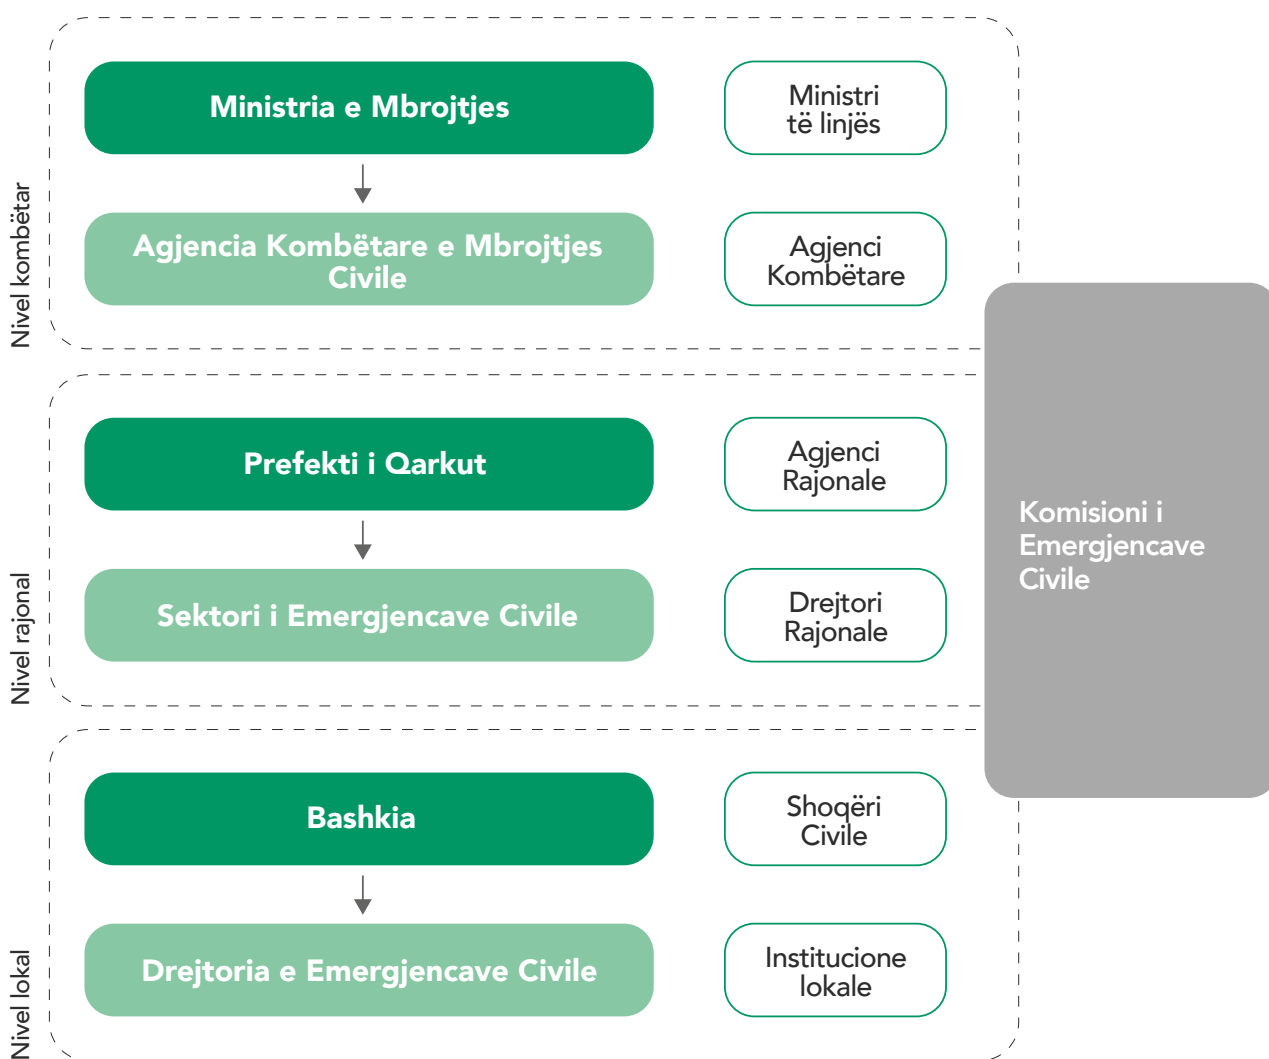 Nivel kombëtar
Ministria e Mbrojtjes
Ministri
të linjës
Agjencia Kombëtare e Mbrojtjes
Civile
Agjenci
Kombëtare
Nivel rajonal
Prefekti i Qarkut
Agjenci
Rajonale
Sektori i Emergjencave Civile
Drejtori
Rajonale
Komisioni i
Emergjencave
Civile
Nivel lokal
Bashkia
Shoqëri
Civile
Drejtoria e Emergjencave Civile
Institucione
lokale